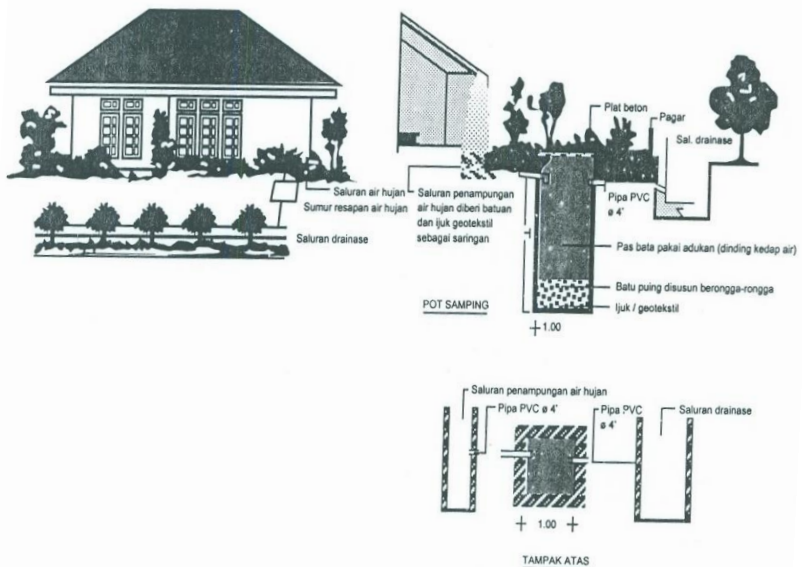 Saluran air hujan
Sumur resapan air hujan
Saluran drainase
Saluran penampungan
air hujan diberi batuan
dan ijuk geotekstil
sebagai saringan
Plat beton
Pagar
Sal. drainase
Pipa PVC
ø 4"
Pas bata pakai adukan (dinding kedap air)
Batu puing disusun berongga-rongga
Ijuk / geotekstil
POT SAMPING
1.00
Saluran penampungan air hujan
Pipa PVC ø 4"
Pipa PVC
ø 4"
Saluran drainase
1.00
TAMPAK ATAS